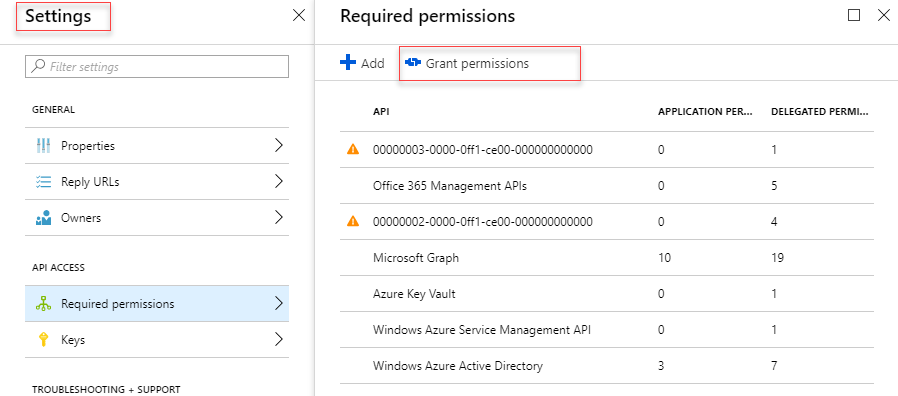 Settings
Filter settings
GENERAL
Properties
Reply URLs
Owners
API ACCESS
Required permissions
Keys
TROUBLESHOOTING + SUPPORT
Required permissions
Add Grant permissions
API APPLICATION PER... DELEGATED PERMI...
00000003-0000-0ff1-ce00-000000000000 0 1
Office 365 Management APIs 0 5
00000002-0000-0ff1-ce00-000000000000 0 4
Microsoft Graph 10 19
Azure Key Vault 0 1
Windows Azure Service Management API 0 1
Windows Azure Active Directory 3 7